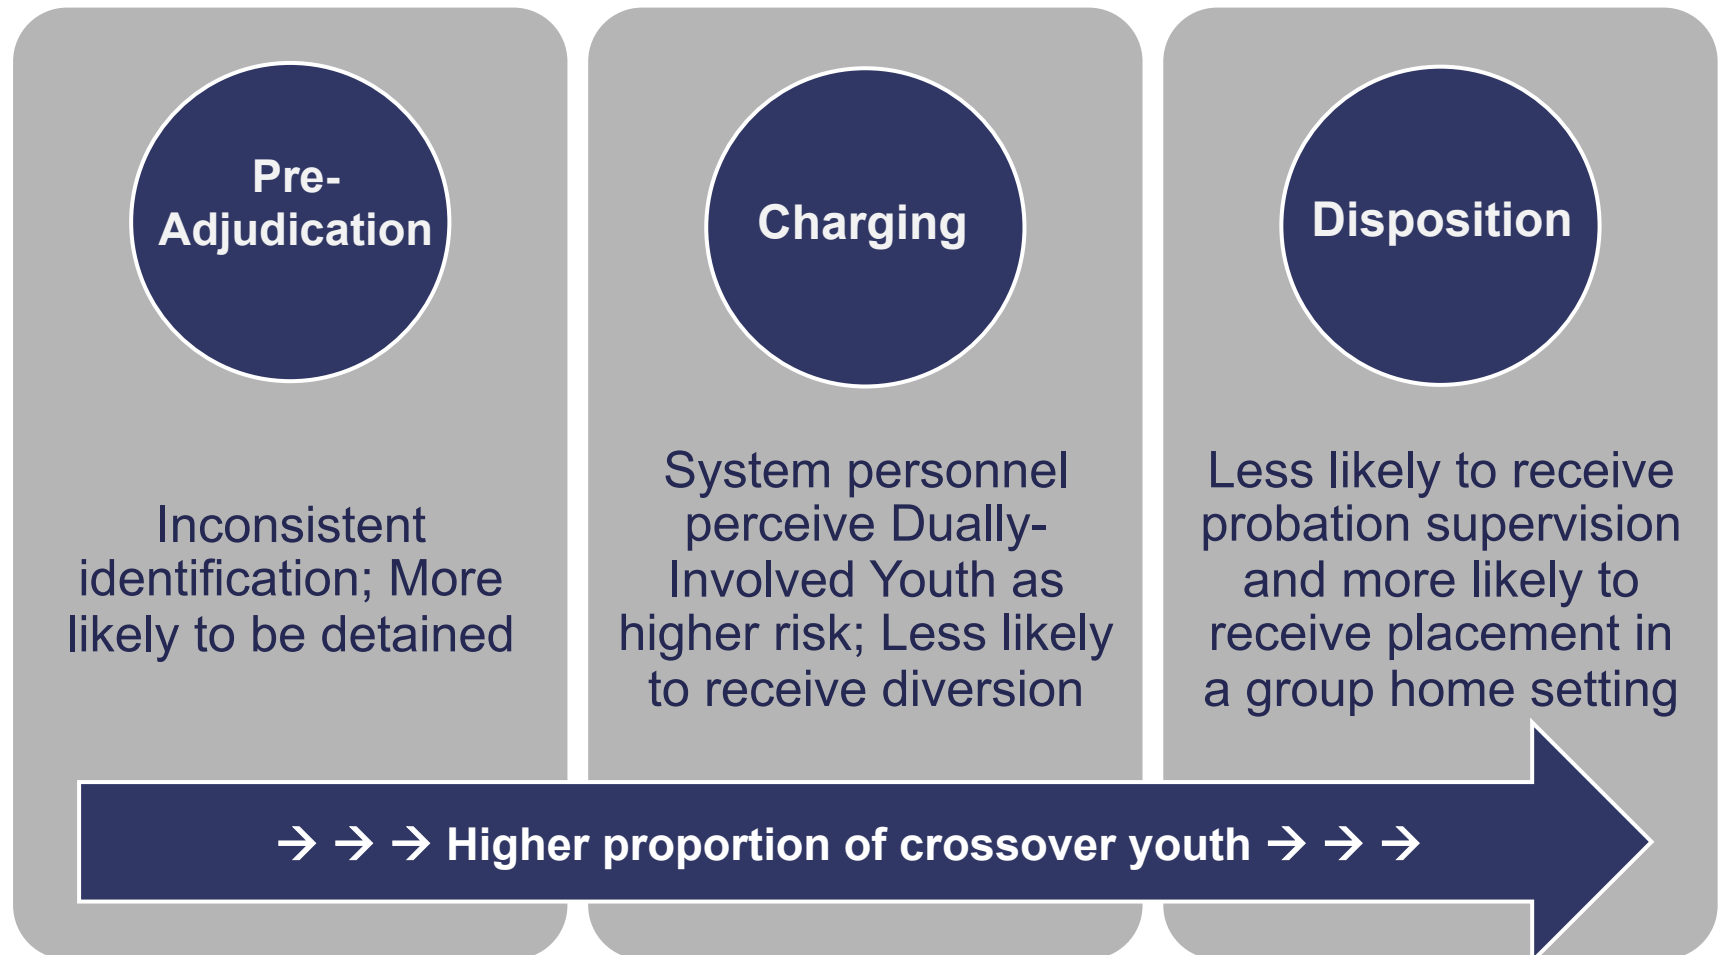 Pre-
Adjudication
Inconsistent
identification; More
likely to be detained
Charging
System personnel
perceive Dually-
Involved Youth as
higher risk; Less likely
to receive diversion
Disposition
Less likely to receive
probation supervision
and more likely to
receive placement in
a group home setting
→ → → Higher proportion of crossover youth → → →